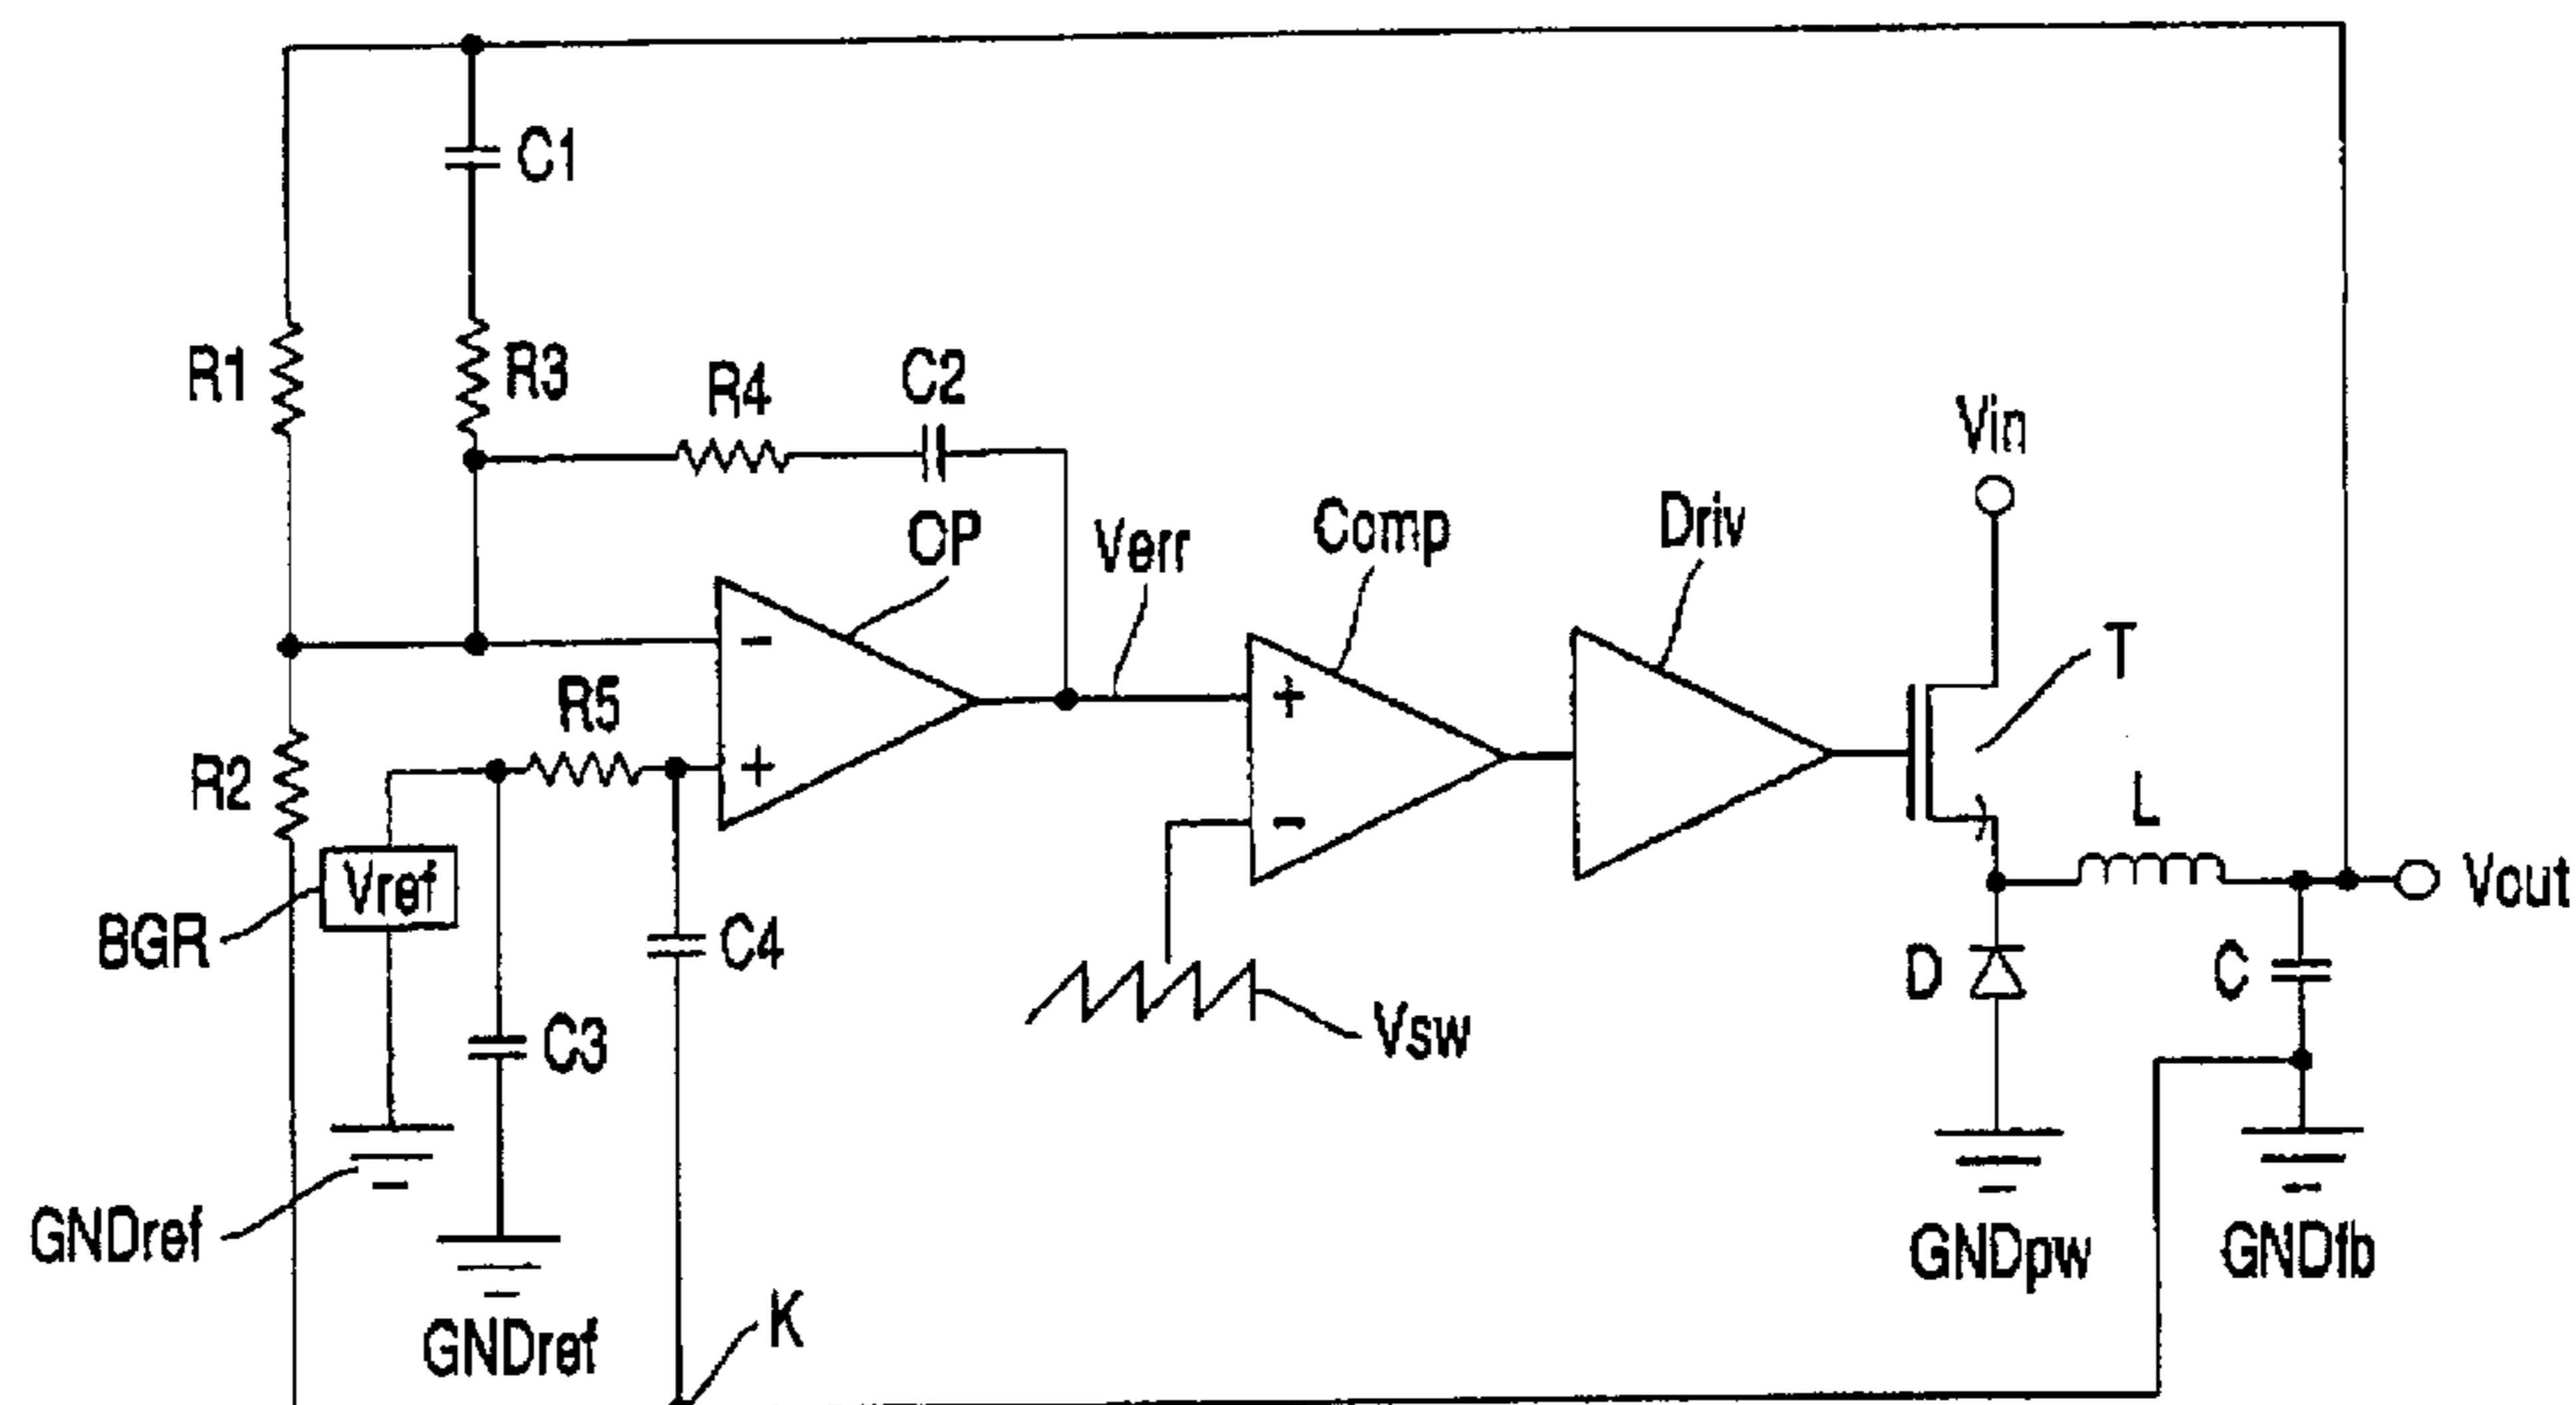 C1
R1
R3
R4
C2
Vin
OP
Verr
Comp
Driv
T
-
R5
+
+
L
R2
+
-
Vref
Vout
BGR
C4
D
C
Vsw
C3
GNDref
GNDpw
GNDfb
K
GNDref